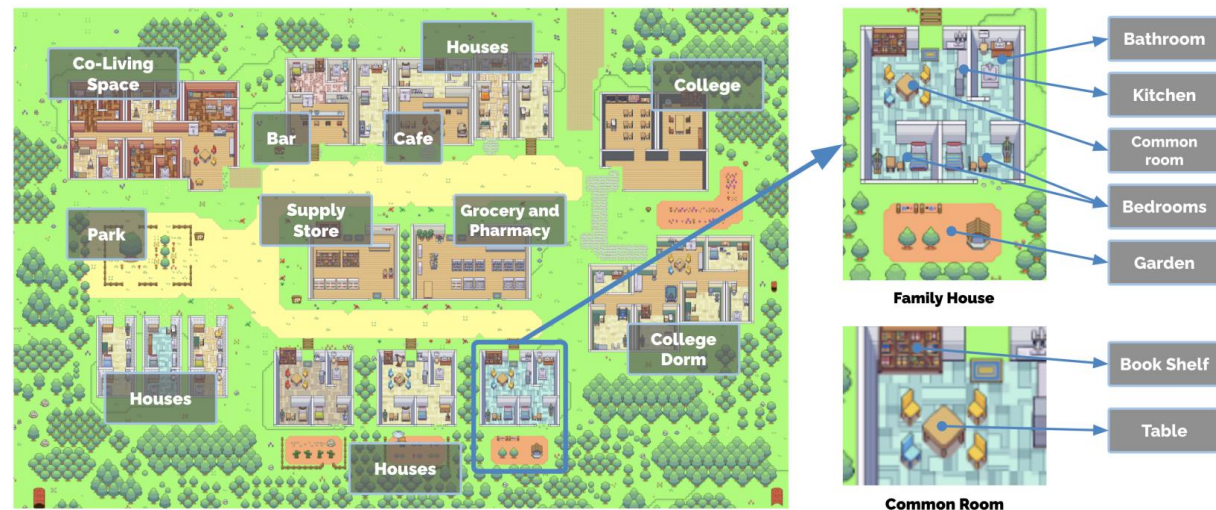 Co-Living
Space
Houses
College
Bar
Cafe
Park
Supply
Store
Grocery and
Pharmacy
College
Dorm
Houses
Houses
Bathroom
Kitchen
Common
room
Bedrooms
Garden
Family House
Book Shelf
Table
Common Room